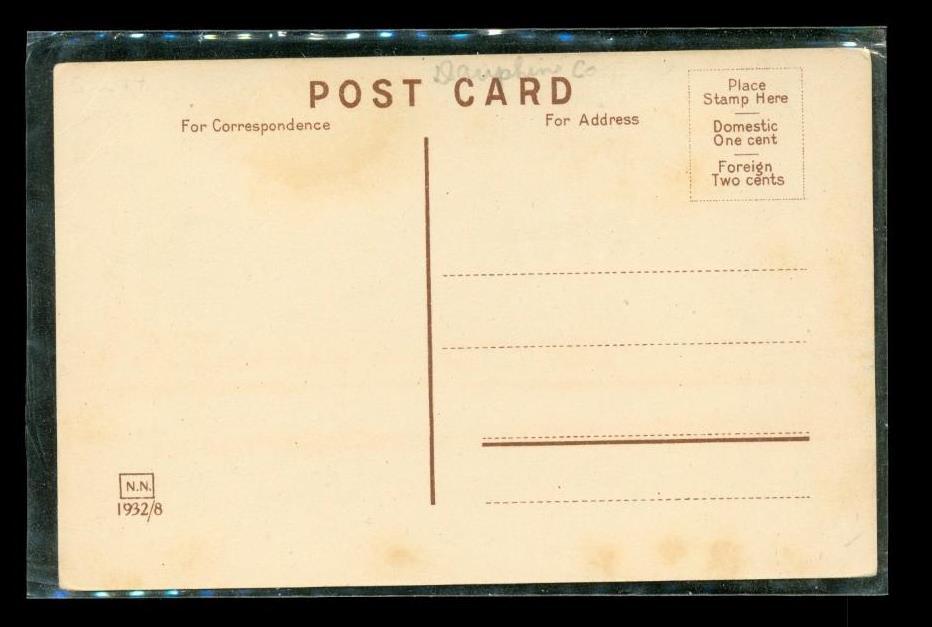 Dauphin Co
POST CARD
For Correspondence
For Address
Place
Stamp Here
Domestic
One cent
Foreign
Two cents
N.N.
1932/8